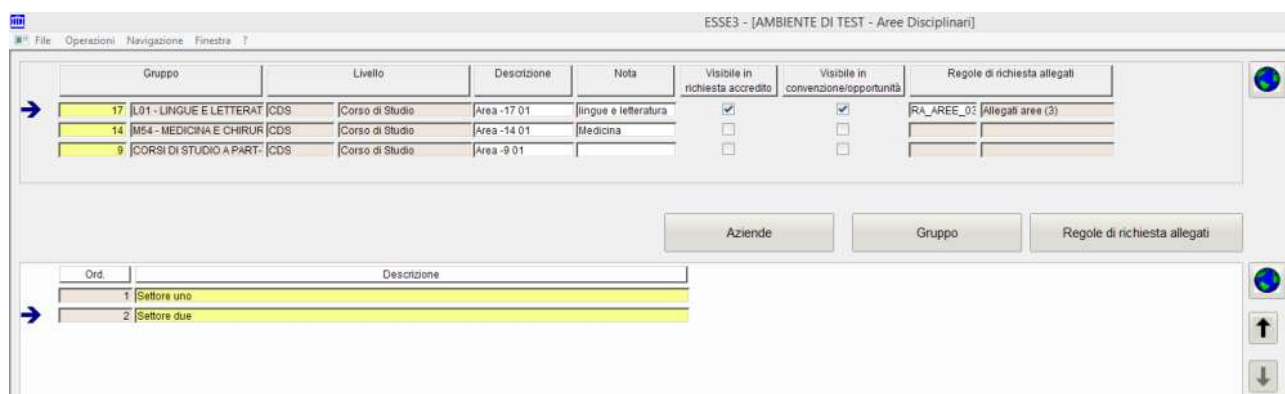 ESSE3 - [AMBIENTE DI TEST - Aree Disciplinari]
File Operazioni Navigazione Finestra ?
Gruppo Livello Descrizione Nota Visibile in richiesta accredito Visibile in convenzione/opportunità Regole di richiesta allegati
17 L01 - LINGUE E LETTERAT CDS Corso di Studio Area -17 01 lingue e letteratura RA_AREE_03 Allegati aree (3)
14 M54 - MEDICINA E CHIRUR CDS Corso di Studio Area -14 01 Medicina
9 CORSI DI STUDIO A PART- CDS Corso di Studio Area -9 01
Aziende Gruppo Regole di richiesta allegati
Ord. Descrizione
1 Settore uno
2 Settore due